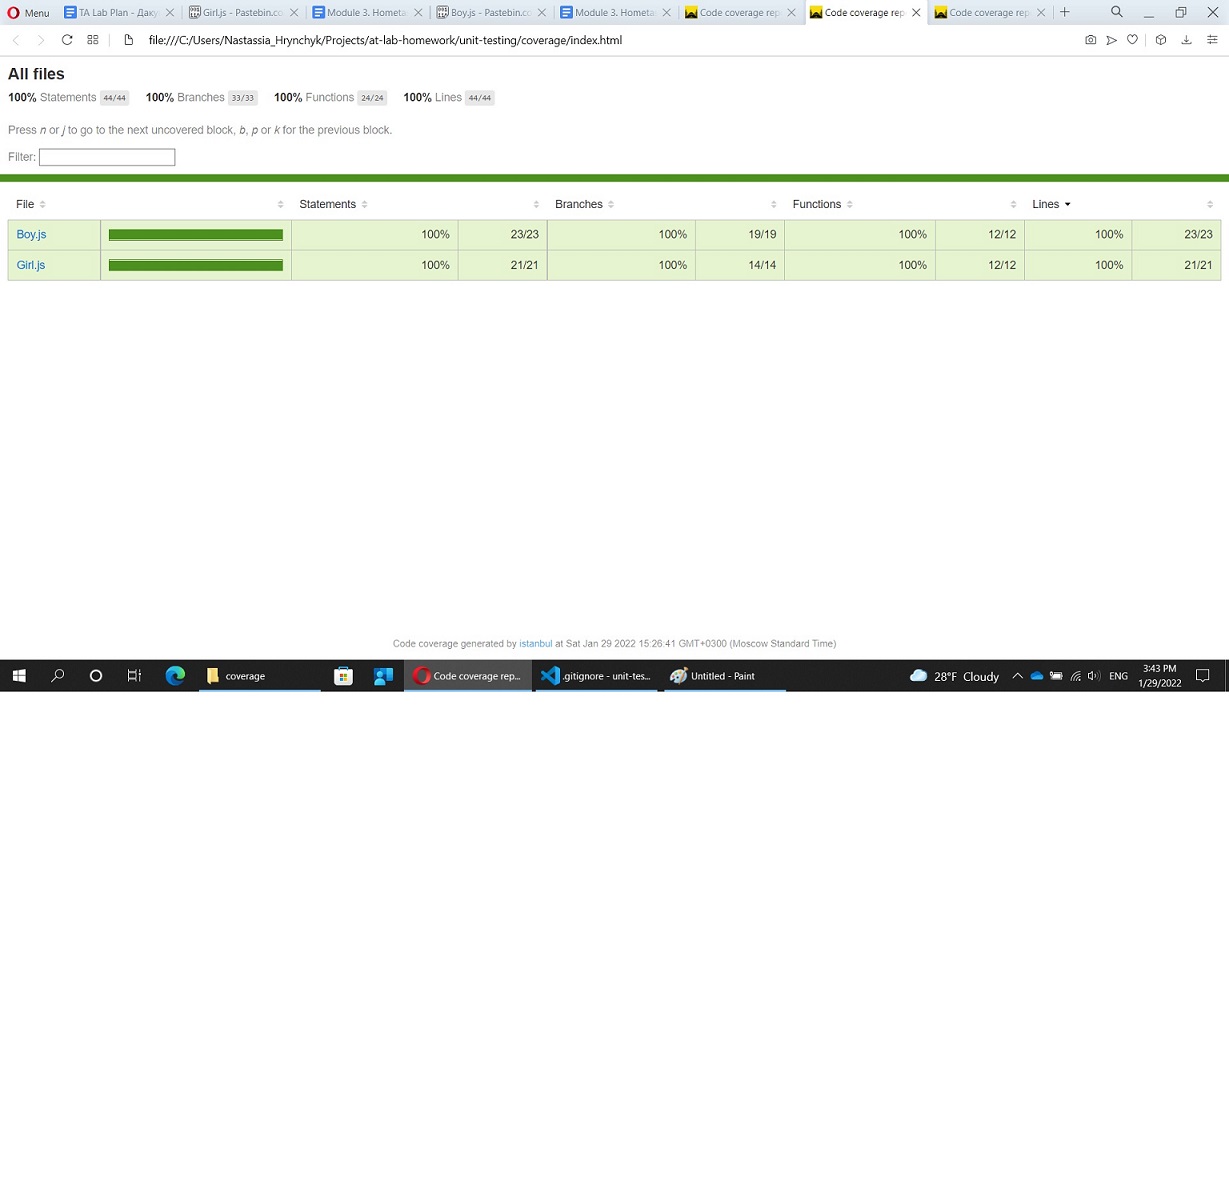 Menu TA Lab Plan - Даку Girl.js - Pastebin.co Module 3. Hometa Boy.js - Pastebin.co Module 3. Hometa Code coverage rep Code coverage rep Code coverage rep
file:///C:/Users/Nastassia_Hrynchyk/Projects/at-lab-homework/unit-testing/coverage/index.html
All files
100% Statements 44/44 100% Branches 33/33 100% Functions 24/24 100% Lines 44/44
Press n or j to go to the next uncovered block, b, p or k for the previous block.
Filter:
File Statements Branches Functions Lines
Boy.js 100% 23/23 100% 19/19 100% 12/12 100% 23/23
Girl.js 100% 21/21 100% 14/14 100% 12/12 100% 21/21
Code coverage generated by istanbul at Sat Jan 29 2022 15:26:41 GMT+0300 (Moscow Standard Time)
coverage Code coverage rep... .gitignore - unit-tes... Untitled - Paint 28°F Cloudy ENG 3:43 PM
1/29/2022